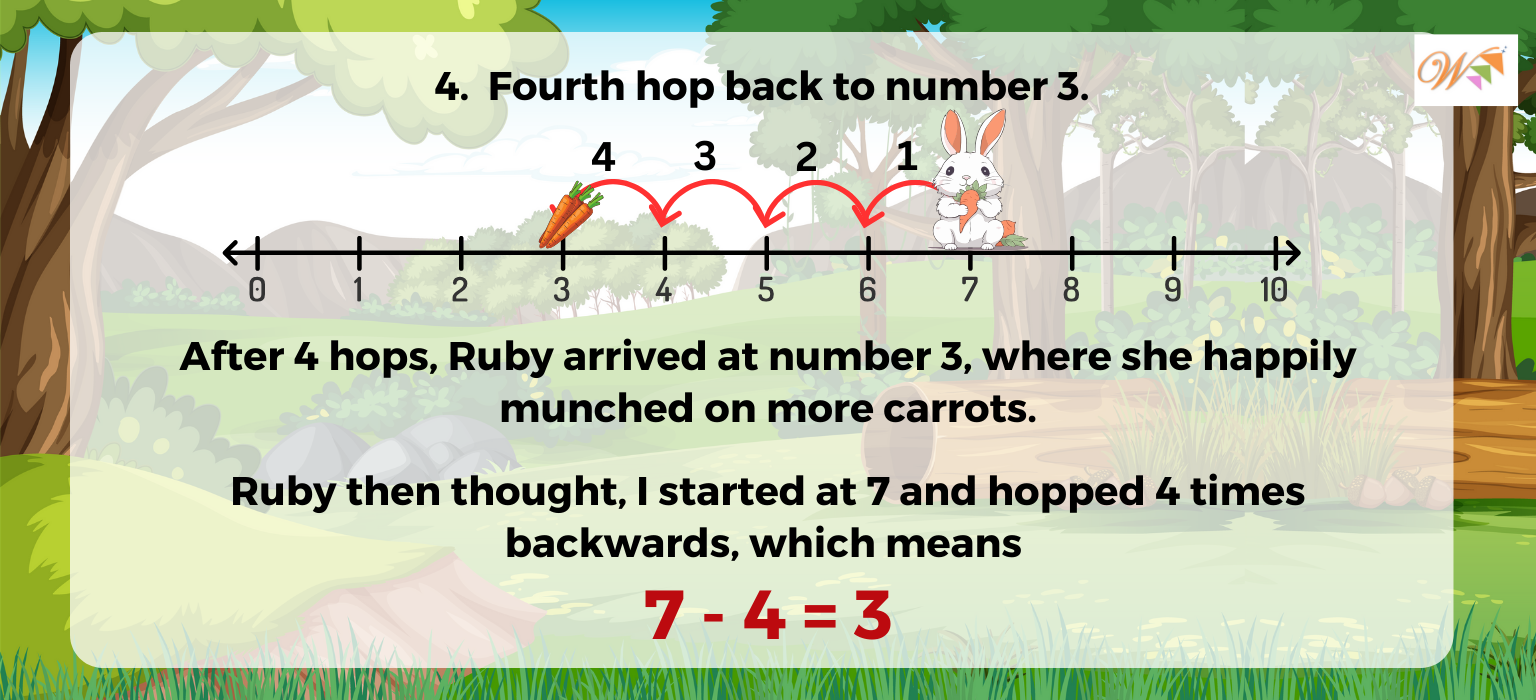 4. Fourth hop back to number 3.
4 3 2 1
0 1 2 3 4 5 6 7 8 9 10
After 4 hops, Ruby arrived at number 3, where she happily
munched on more carrots.
Ruby then thought, I started at 7 and hopped 4 times
backwards, which means
7 - 4 = 3
W